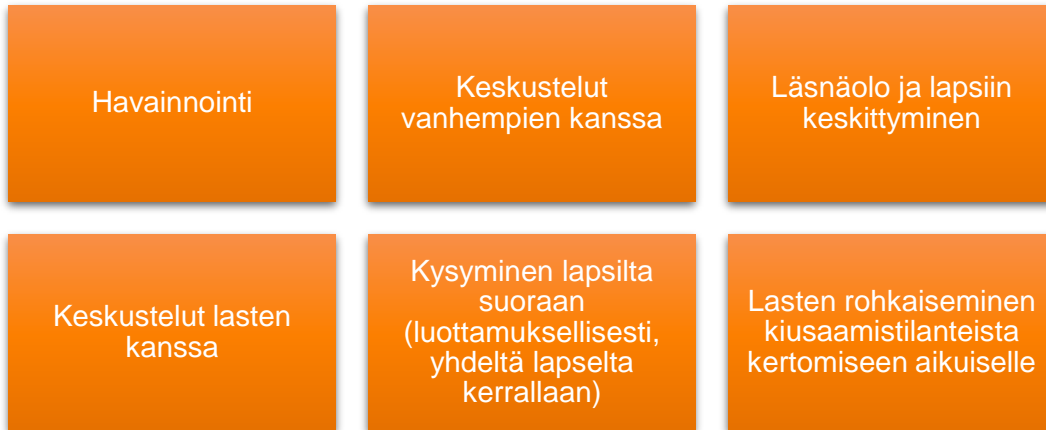 Havainnointi
Keskustelut
vanhempien kanssa
Läsnäolo ja lapsiin
keskittyminen
Keskustelut lasten
kanssa
Kysyminen lapsilta
suoraan
(luottamuksellisesti,
yhdeltä lapselta
kerrallaan)
Lasten rohkaiseminen
kiusaamistilanteista
kertomiseen aikuiselle